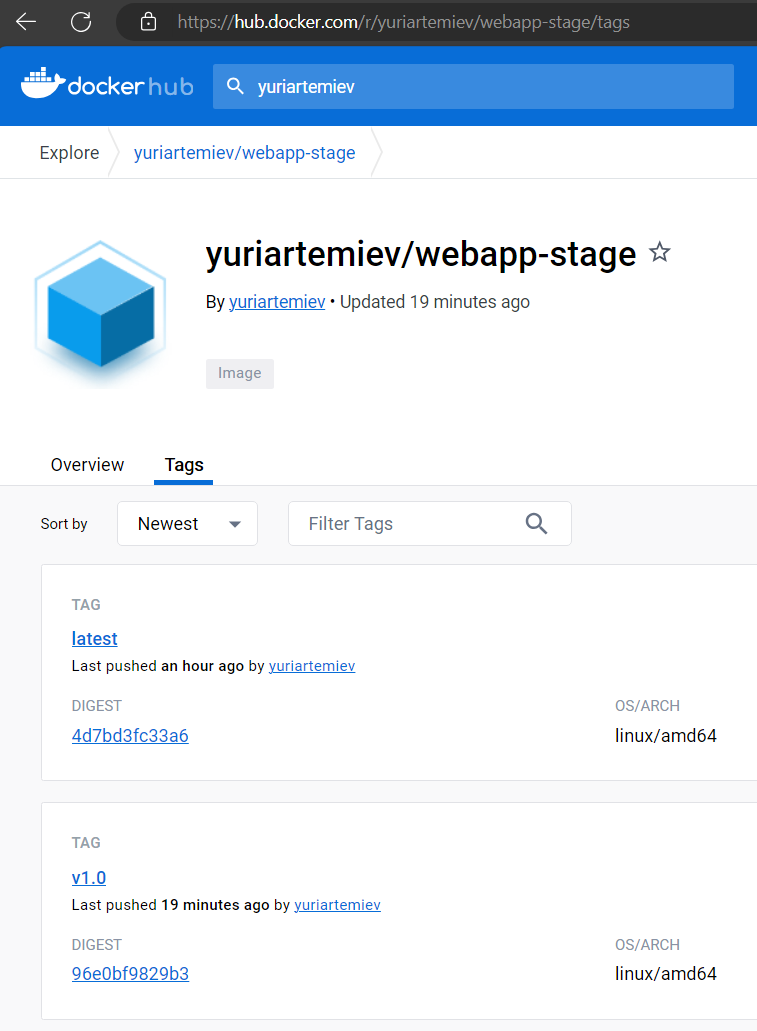 https://hub.docker.com/r/yuriartemiev/webapp-stage/tags
dockerhub
yuriartemiev
Explore
yuriartemiev/webapp-stage
yuriartemiev/webapp-stage
By yuriartemiev • Updated 19 minutes ago
Image
Overview
Tags
Sort by
Newest
Filter Tags
TAG
latest
Last pushed an hour ago by yuriartemiev
DIGEST
OS/ARCH
4d7bd3fc33a6
linux/amd64
TAG
v1.0
Last pushed 19 minutes ago by yuriartemiev
DIGEST
OS/ARCH
96e0bf9829b3
linux/amd64